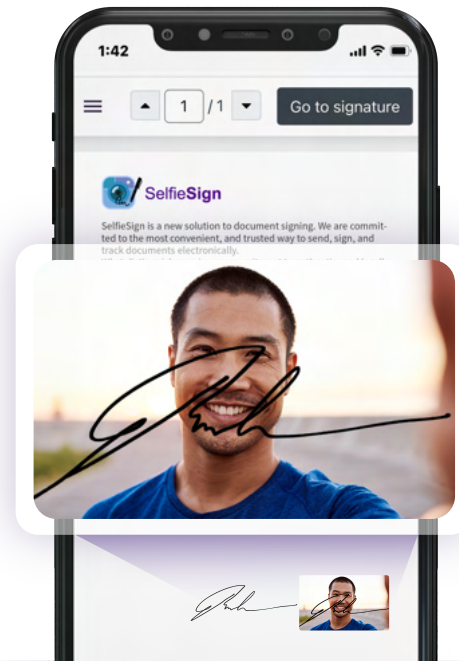 1:42
1 / 1
Go to signature
SelfieSign
SelfieSign is a new solution to document signing. We are commit-
ted to the most convenient, and trusted way to send, sign, and
track documents electronically.